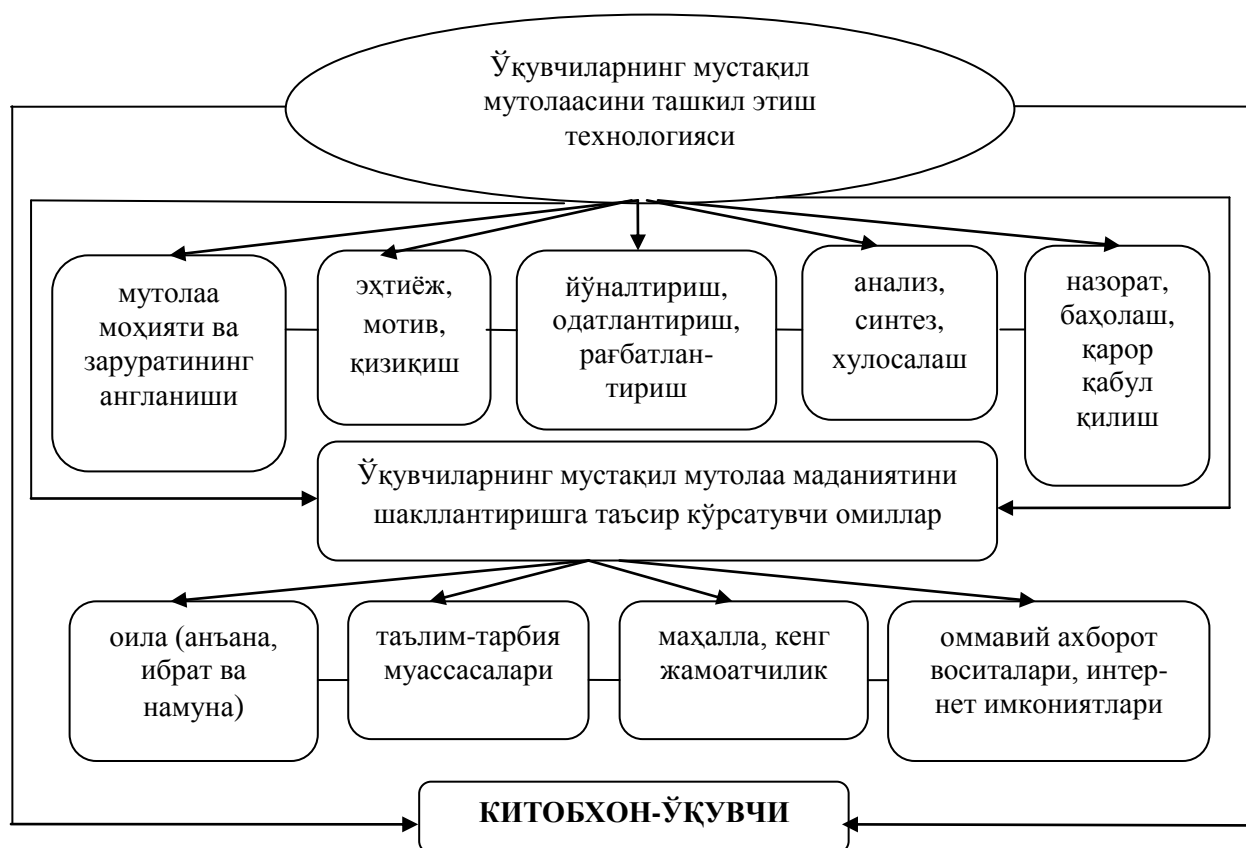 Ўқувчиларнинг мустақил
мутолаасини ташкил этиш
технологияси
мутолаа
моҳияти ва
заруратининг
англаниши
эҳтиёж,
мотив,
қизиқиш
йўналтириш,
одатлантириш,
рағбатлан-
тириш
анализ,
синтез,
хулосалаш
назорат,
баҳолаш,
қарор
қабул
қилиш
Ўқувчиларнинг мустақил мутолаа маданиятини
шакллантиришга таъсир кўрсатувчи омиллар
оила (анъана,
ибрат ва
намуна)
таълим-тарбия
муассасалари
маҳалла, кенг
жамоатчилик
оммавий ахборот
воситалари, интер-
нет имкониятлари
КИТОБХОН-ЎҚУВЧИ